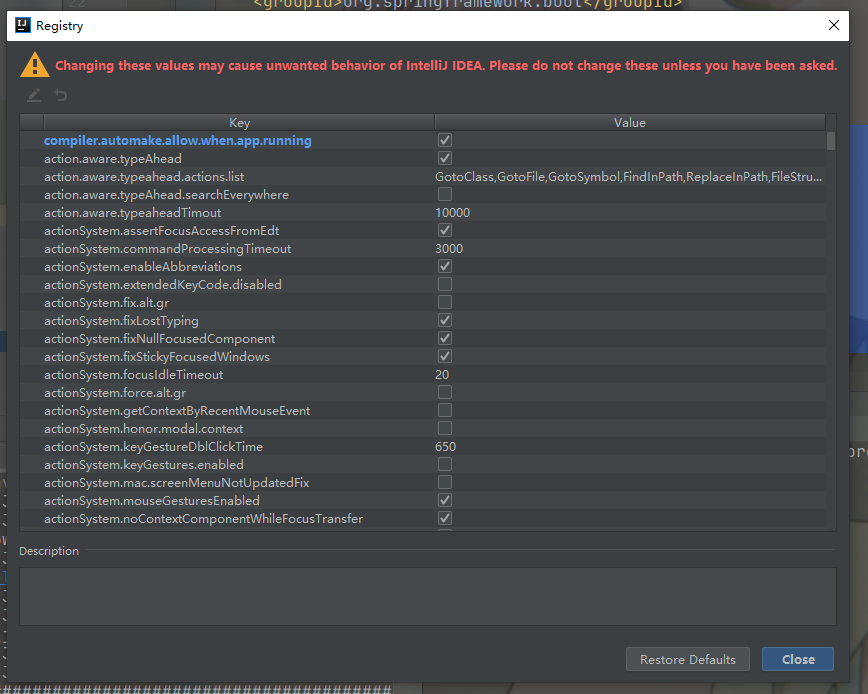 <groupId>org.springframework.boot</groupId>
Registry
Changing these values may cause unwanted behavior of IntelliJ IDEA. Please do not change these unless you have been asked.
Key Value
compiler.automake.allow.when.app.running
action.aware.typeAhead
action.aware.typeahead.actions.list GotoClass,GotoFile,GotoSymbol,FindInPath,ReplaceInPath,FileStru...
action.aware.typeAhead.searchEverywhere
action.aware.typeaheadTimout 10000
actionSystem.assertFocusAccessFromEdt
actionSystem.commandProcessingTimeout 3000
actionSystem.enableAbbreviations
actionSystem.extendedKeyCode.disabled
actionSystem.fix.alt.gr
actionSystem.fixLostTyping
actionSystem.fixNullFocusedComponent
actionSystem.fixStickyFocusedWindows
actionSystem.focusIdleTimeout 20
actionSystem.force.alt.gr
actionSystem.getContextByRecentMouseEvent
actionSystem.honor.modal.context
actionSystem.keyGestureDblClickTime 650
actionSystem.keyGestures.enabled
actionSystem.mac.screenMenuNotUpdatedFix
actionSystem.mouseGesturesEnabled
actionSystem.noContextComponentWhileFocusTransfer
Description
Restore Defaults Close